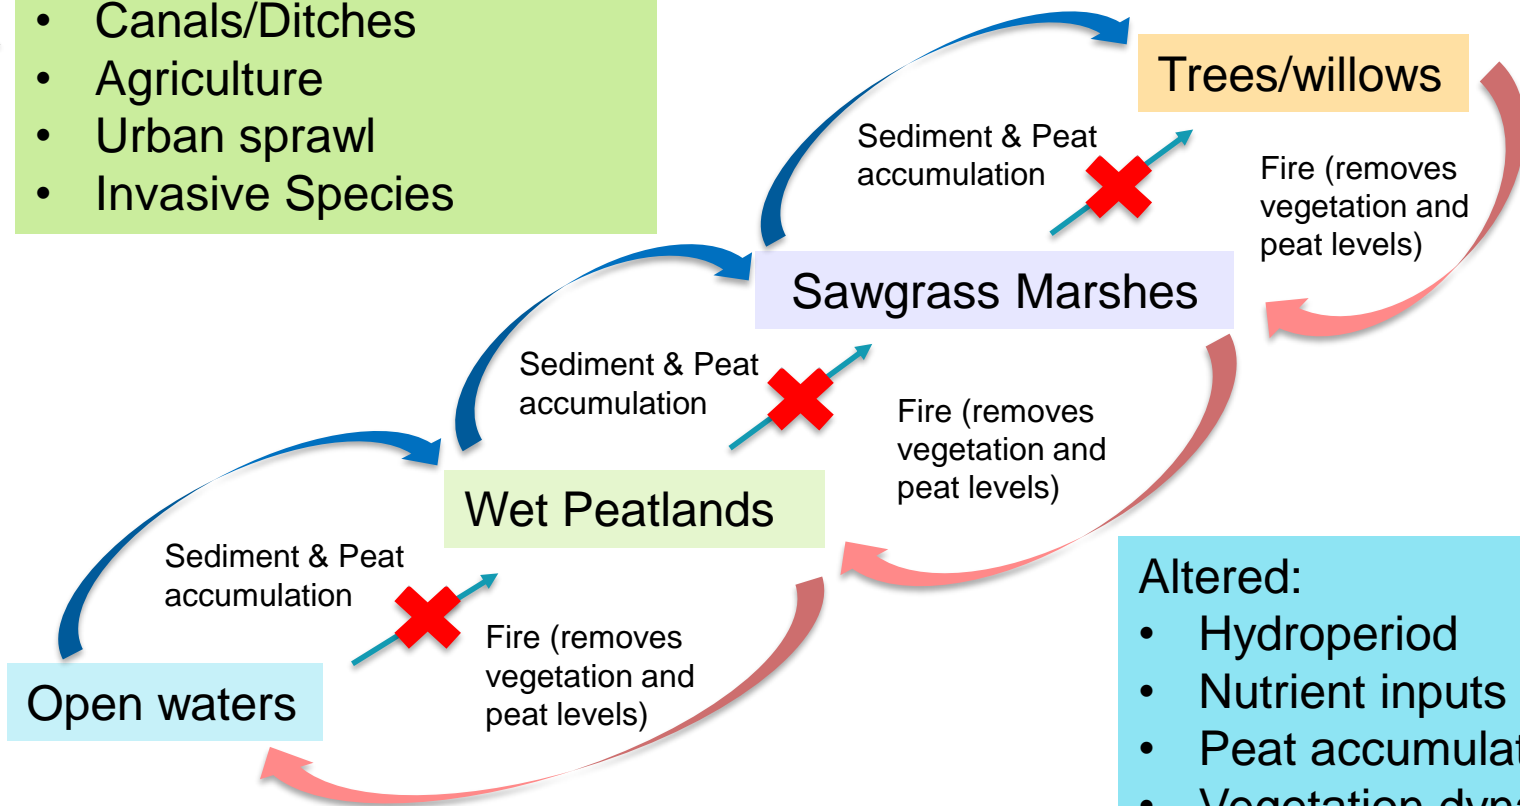 • Canals/Ditches
• Agriculture
• Urban sprawl
• Invasive Species
Trees/willows
Sediment & Peat
accumulation
Fire (removes
vegetation and
peat levels)
Sawgrass Marshes
Sediment & Peat
accumulation
Fire (removes
vegetation and
peat levels)
Wet Peatlands
Sediment & Peat
accumulation
Fire (removes
vegetation and
peat levels)
Open waters
Altered:
• Hydroperiod
• Nutrient inputs
• Peat
• Vegetation